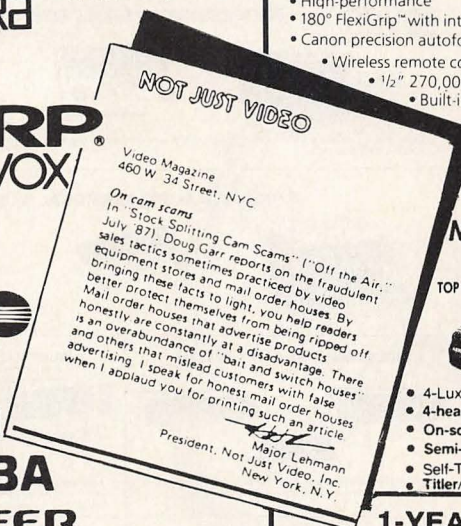 Rd
RP®
VOX
BA
EER
• High-performance
• 180° FlexiGrip™ with int
• Canon precision autofo
• Wireless remote co
• 1/2" 270,00
• Built-i
NOT JUST VIDEO
Video Magazine
460 W 34 Street, NYC
On cam scams
In "Stock Splitting Cam Scams" ("Off the Air,"
July '87), Doug Garr reports on the fraudulent
sales tactics sometimes practiced by video
equipment stores and mail order houses. By
bringing these facts to light, you help readers
better protect themselves from being ripped off.
Mail order houses that advertise products
honestly are constantly at a disadvantage. There
is an overabundance of "bait and switch houses"
and others that mislead customers with false
advertising. I speak for honest mail order houses
when I applaud you for printing such an article.
Major Lehmann
President, Not Just Video, Inc.
New York, N.Y.
M
TOP
• 4-Lux
• 4-hea
• On-sc
• Semi-
• Self-T
• Titler/
1-YEA